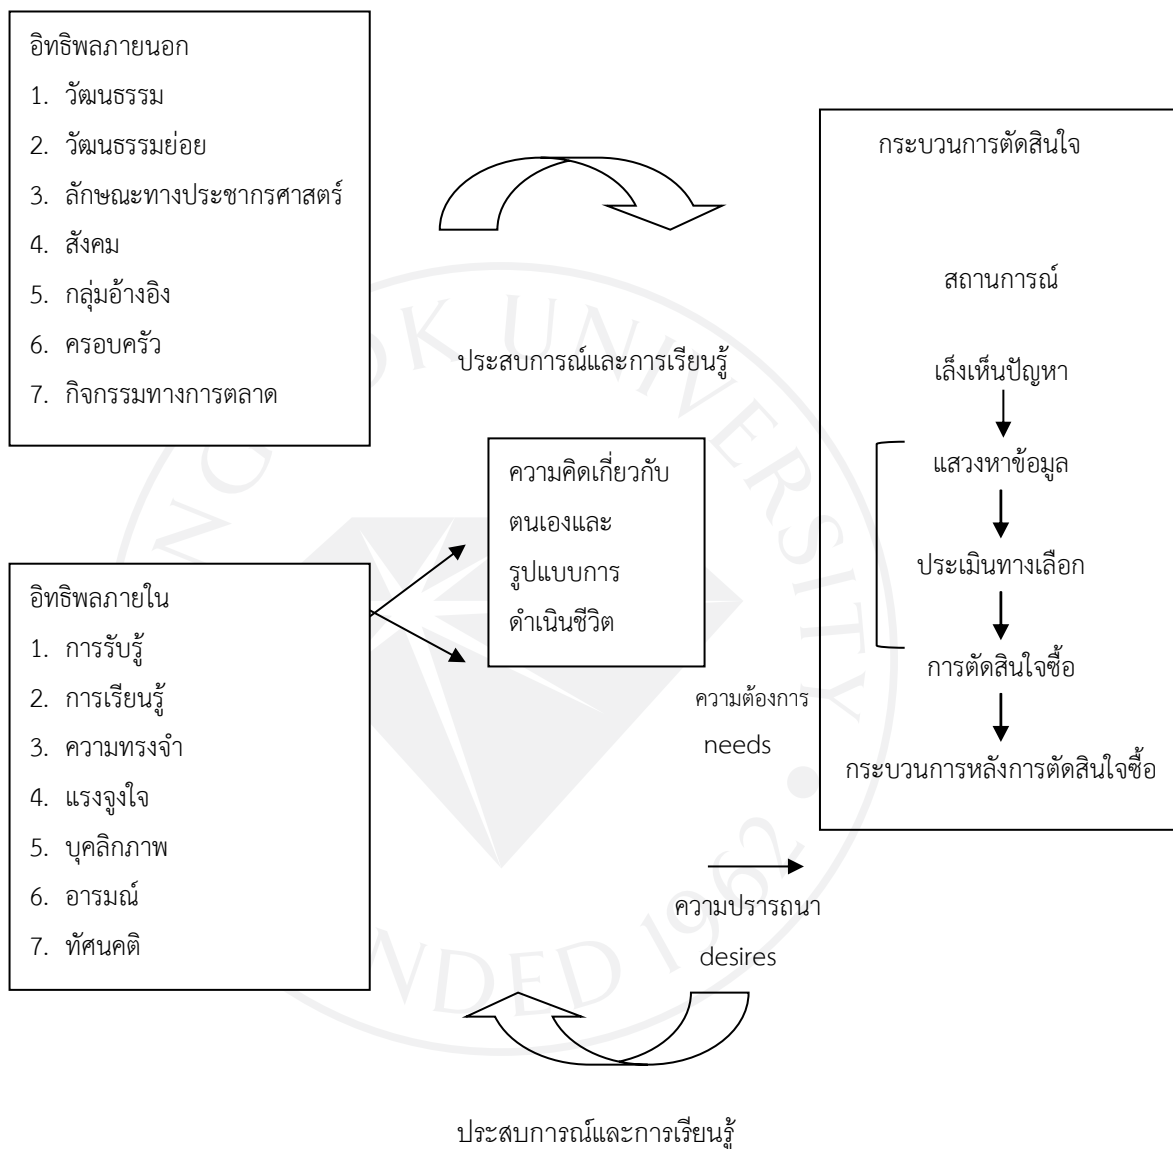 อิทธิพลภายนอก
1. วัฒนธรรม
2. วัฒนธรรมย่อย
3. ลักษณะทางประชากรศาสตร์
4. สังคม
5. กลุ่มอ้างอิง
6. ครอบครัว
7. กิจกรรมทางการตลาด
อิทธิพลภายใน
1. การรับรู้
2. การเรียนรู้
3. ความทรงจำ
4. แรงจูงใจ
5. บุคลิกภาพ
6. อารมณ์
7. ทัศนคติ
ประสบการณ์และการเรียนรู้
ความคิดเกี่ยวกับ
ตนเองและ
รูปแบบการ
ดำเนินชีวิต
ความต้องการ
needs
ความปรารถนา
desires
ประสบการณ์และการเรียนรู้
กระบวนการตัดสินใจ
สถานการณ์
เล็งเห็นปัญหา
แสวงหาข้อมูล
ประเมินทางเลือก
การตัดสินใจซื้อ
กระบวนการหลังการตัดสินใจซื้อ
NOK UNIVERSITY
NDED 1962